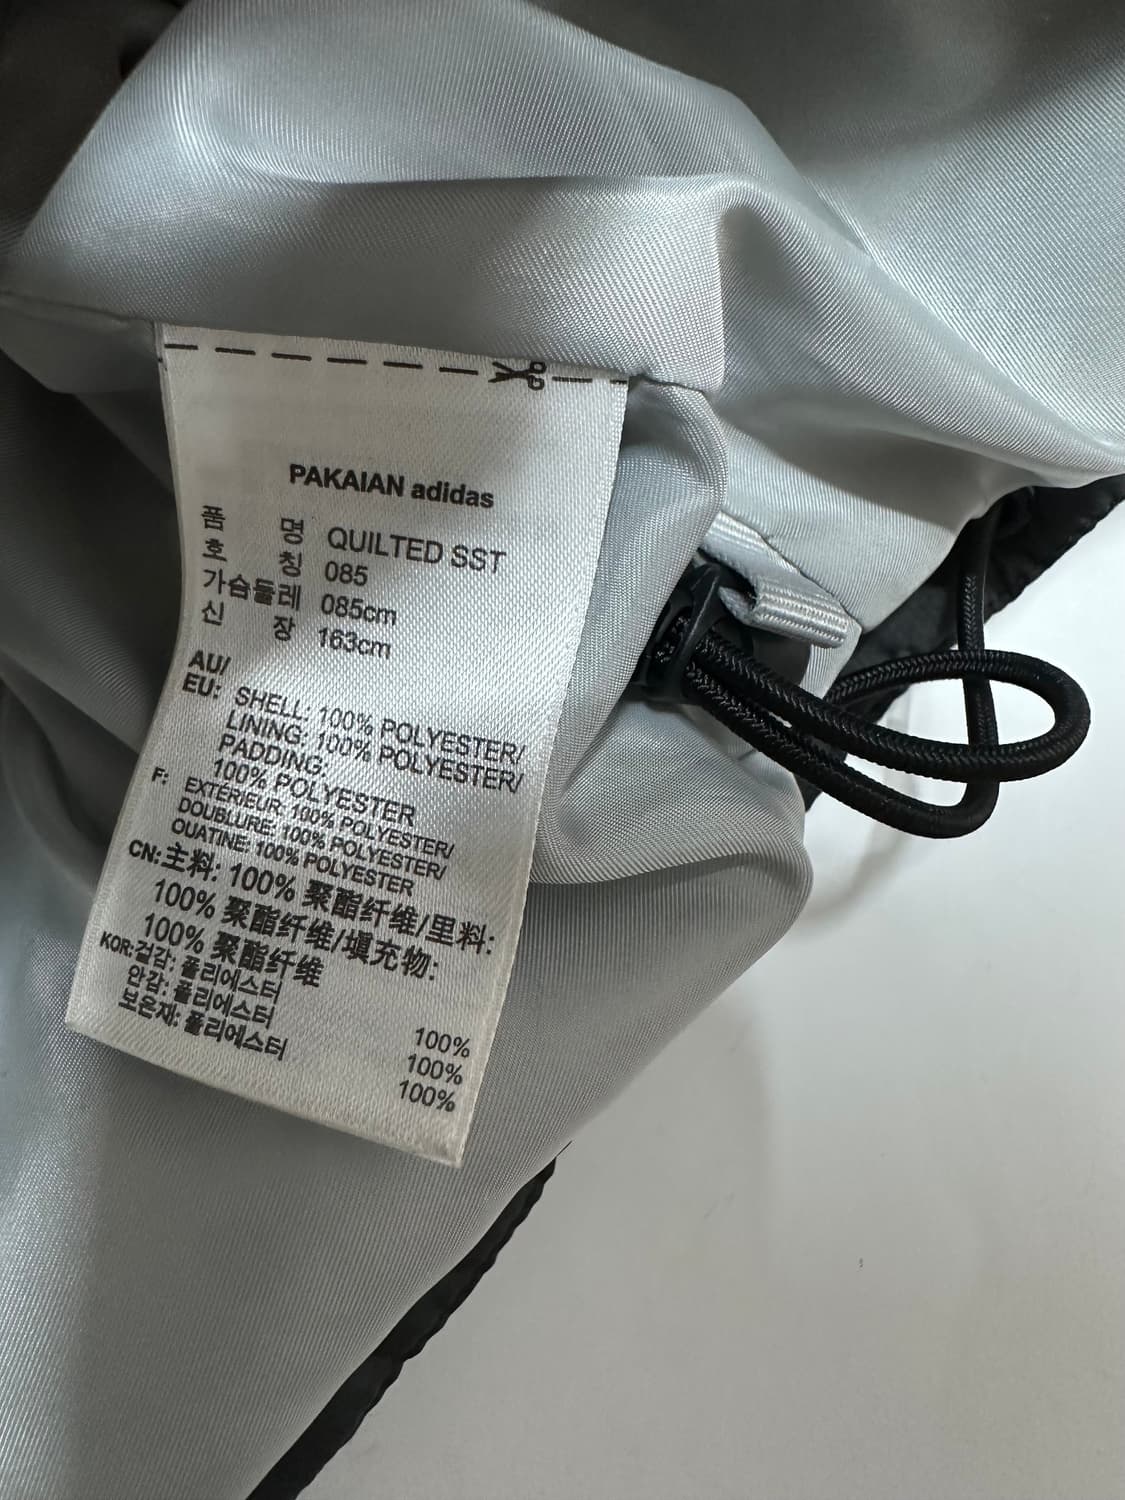 PAKAIAN adidas
품 명 QUILTED SST
호 칭 085
가슴둘레 085cm
신 장 163cm
AU/
EU: SHELL: 100% POLYESTER/
LINING: 100% POLYESTER/
PADDING:
100% POLYESTER
F: EXTÉRIEUR: 100% POLYESTER/
DOUBLURE: 100% POLYESTER/
OUATINE: 100% POLYESTER
CN: 主料: 100% 聚酯纤维/里料:
100% 聚酯纤维/填充物:
100% 聚酯纤维
KOR: 겉감: 폴리에스터 100%
안감: 폴리에스터 100%
보온재: 폴리에스터 100%